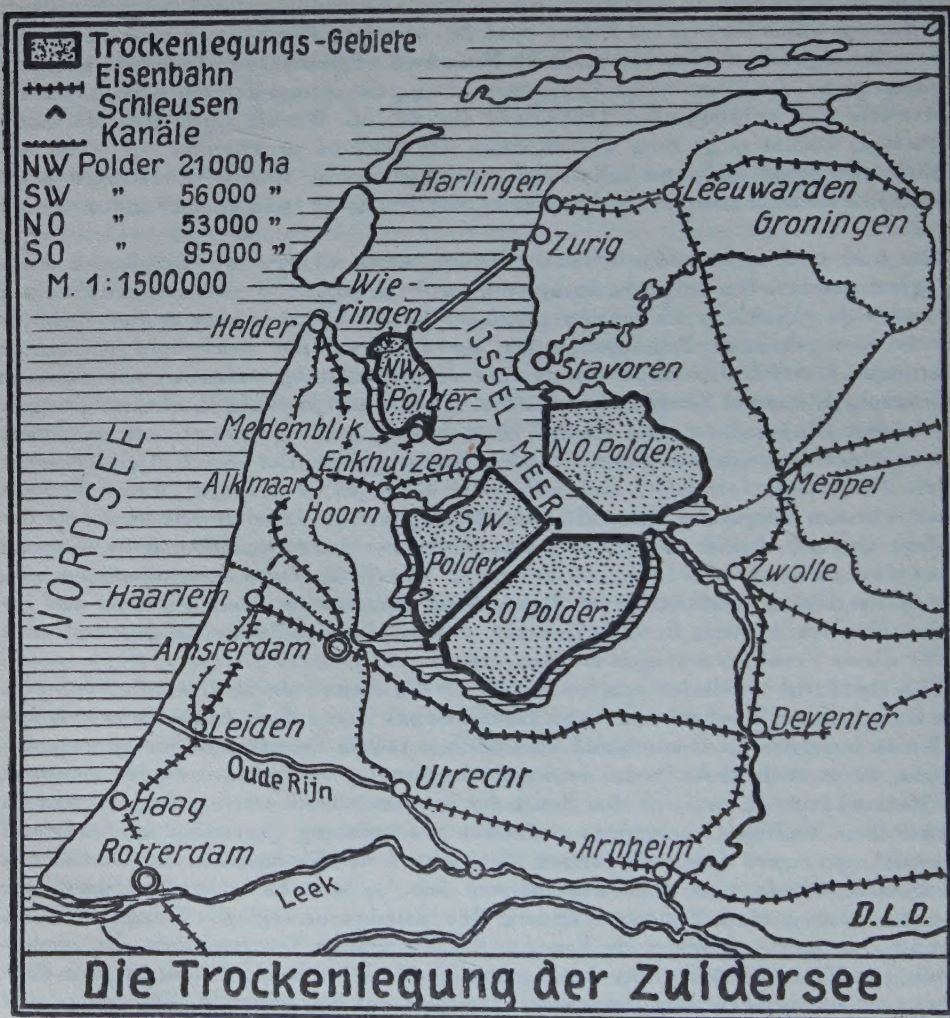 Trockenlegungs-Gebiete
Eisenbahn
Schleusen
Kanäle
NW Polder 21000 ha
SW " 56000 "
NO " 53000 "
SO " 95000 "
M. 1:1500000
Harlingen
Leeuwarden
Groningen
Zurig
Wie
ringen
Helder
IJSSEL MEER
Stavoren
N.W.
Polder
Medemblik
N.O. Polder
Enkhuizen
Alkmaar
Hoorn
Meppel
NORDSEE
S.W.
Polder
Zwolle
Haarlem
S.O. Polder
Amsterdam
Leiden
Deventer
Oude Rijn
Utrecht
Haag
Arnheim
Rotterdam
Leek
D.L.D.
Die Trockenlegung der Zuidersee